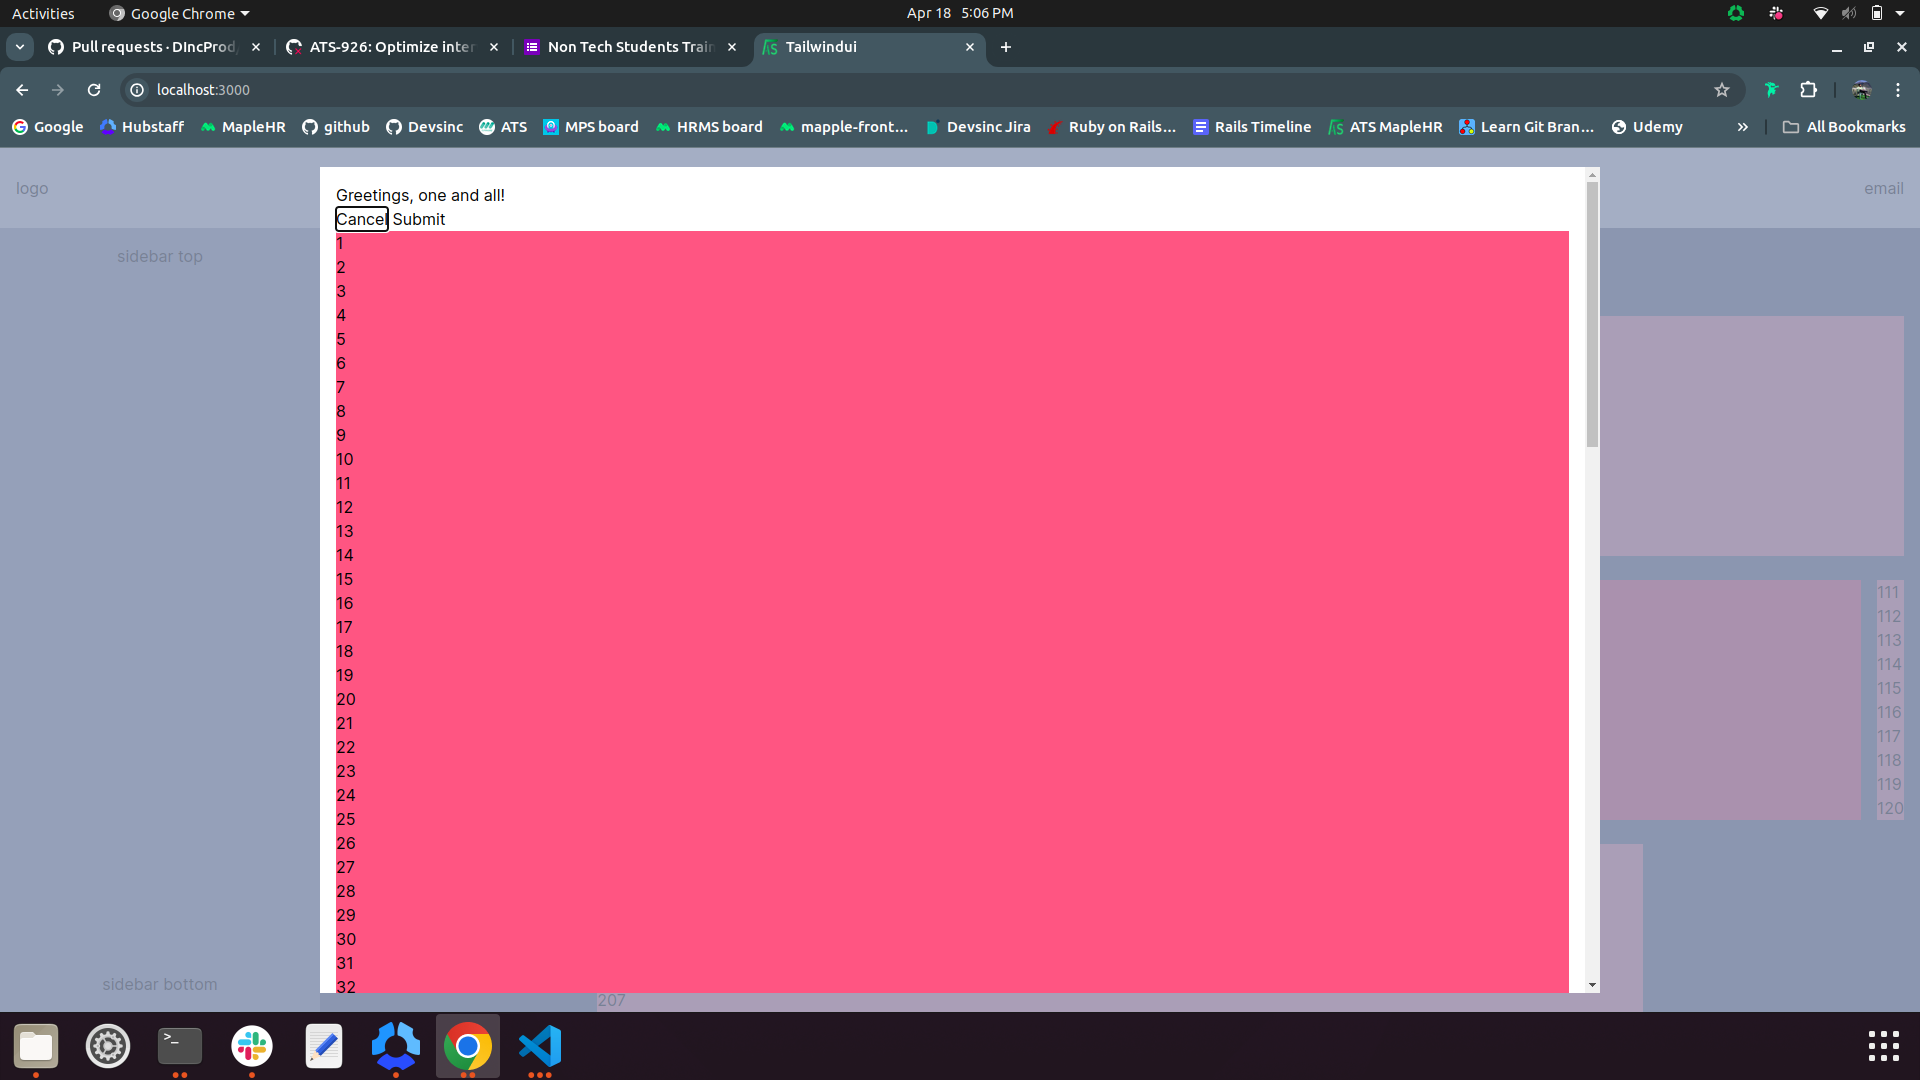 Activities
Google Chrome
Apr 18 5:06 PM
Pull requests · DIncProd
ATS-926: Optimize inter
Non Tech Students Train
Tailwindui
localhost:3000
Google
Hubstaff
MapleHR
github
Devsinc
ATS
MPS board
HRMS board
mapple-front...
Devsinc Jira
Ruby on Rails...
Rails Timeline
ATS MapleHR
Learn Git Bran...
Udemy
All Bookmarks
logo
email
Greetings, one and all!
Cancel Submit
sidebar top
1
2
3
4
5
6
7
8
9
10
11
12
13
14
15
16
17
18
19
20
21
22
23
24
25
26
27
28
29
30
31
32
111
112
113
114
115
116
117
118
119
120
sidebar bottom
207